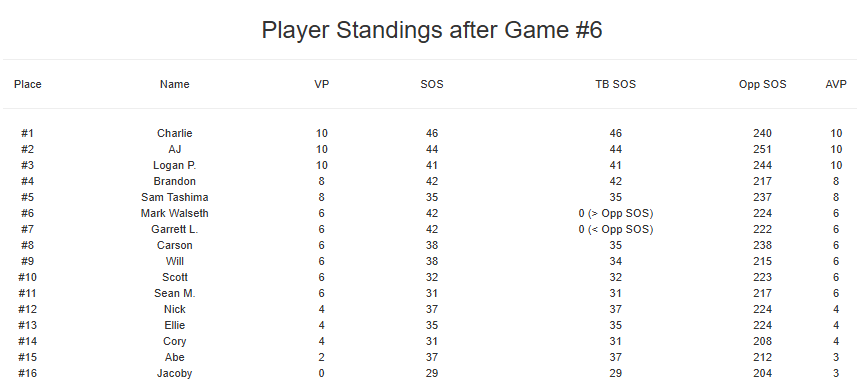 Player Standings after Game #6
Place Name VP SOS TB SOS Opp SOS AVP
#1 Charlie 10 46 46 240 10
#2 AJ 10 44 44 251 10
#3 Logan P. 10 41 41 244 10
#4 Brandon 8 42 42 217 8
#5 Sam Tashima 8 35 35 237 8
#6 Mark Walseth 6 42 0 (> Opp SOS) 224 6
#7 Garrett L. 6 42 0 (< Opp SOS) 222 6
#8 Carson 6 38 35 238 6
#9 Will 6 38 34 215 6
#10 Scott 6 32 32 223 6
#11 Sean M. 6 31 31 217 6
#12 Nick 4 37 37 224 4
#13 Ellie 4 35 35 224 4
#14 Cory 4 31 31 208 4
#15 Abe 2 37 37 212 3
#16 Jacoby 0 29 29 204 3